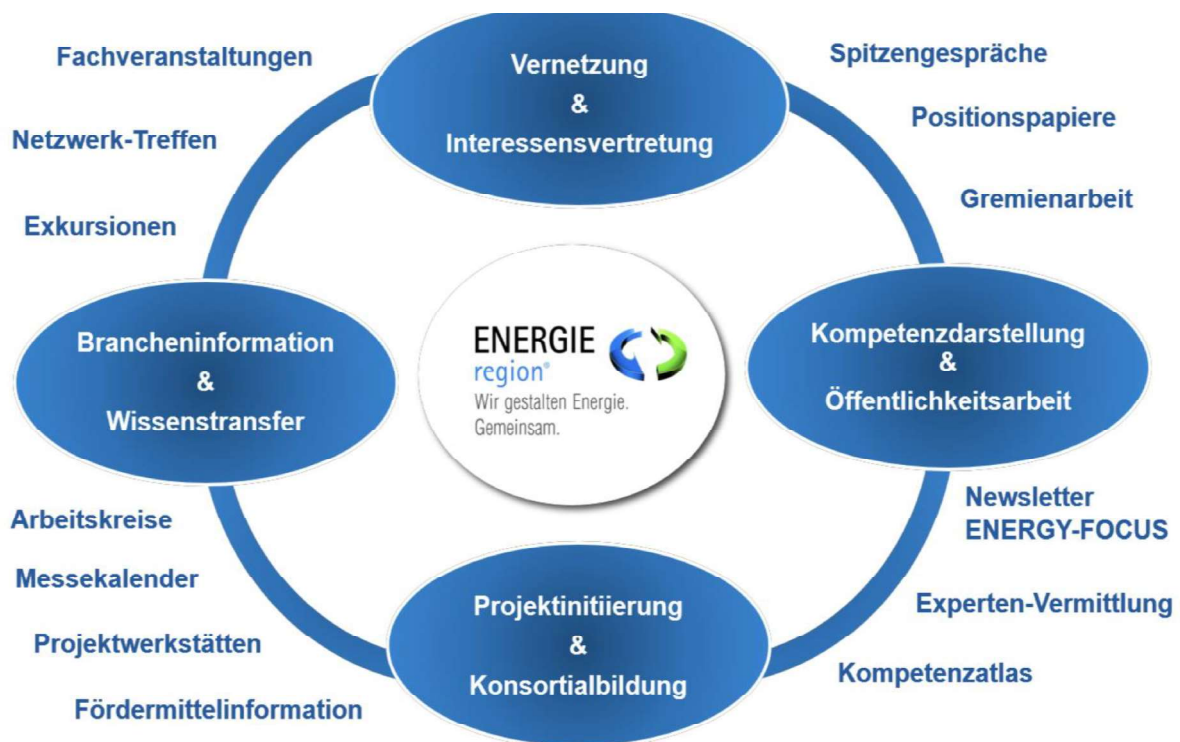 Fachveranstaltungen
Netzwerk-Treffen
Exkursionen
Vernetzung
&
Interessensvertretung
Spitzengespräche
Positionspapiere
Gremienarbeit
Brancheninformation
&
Wissenstransfer
ENERGIE
region®
Wir gestalten Energie.
Gemeinsam.
Kompetenzdarstellung
&
Öffentlichkeitsarbeit
Arbeitskreise
Messekalender
Projektwerkstätten
Fördermittelinformation
Projektinitiierung
&
Konsortialbildung
Newsletter
ENERGY-FOCUS
Experten-Vermittlung
Kompetenzatlas